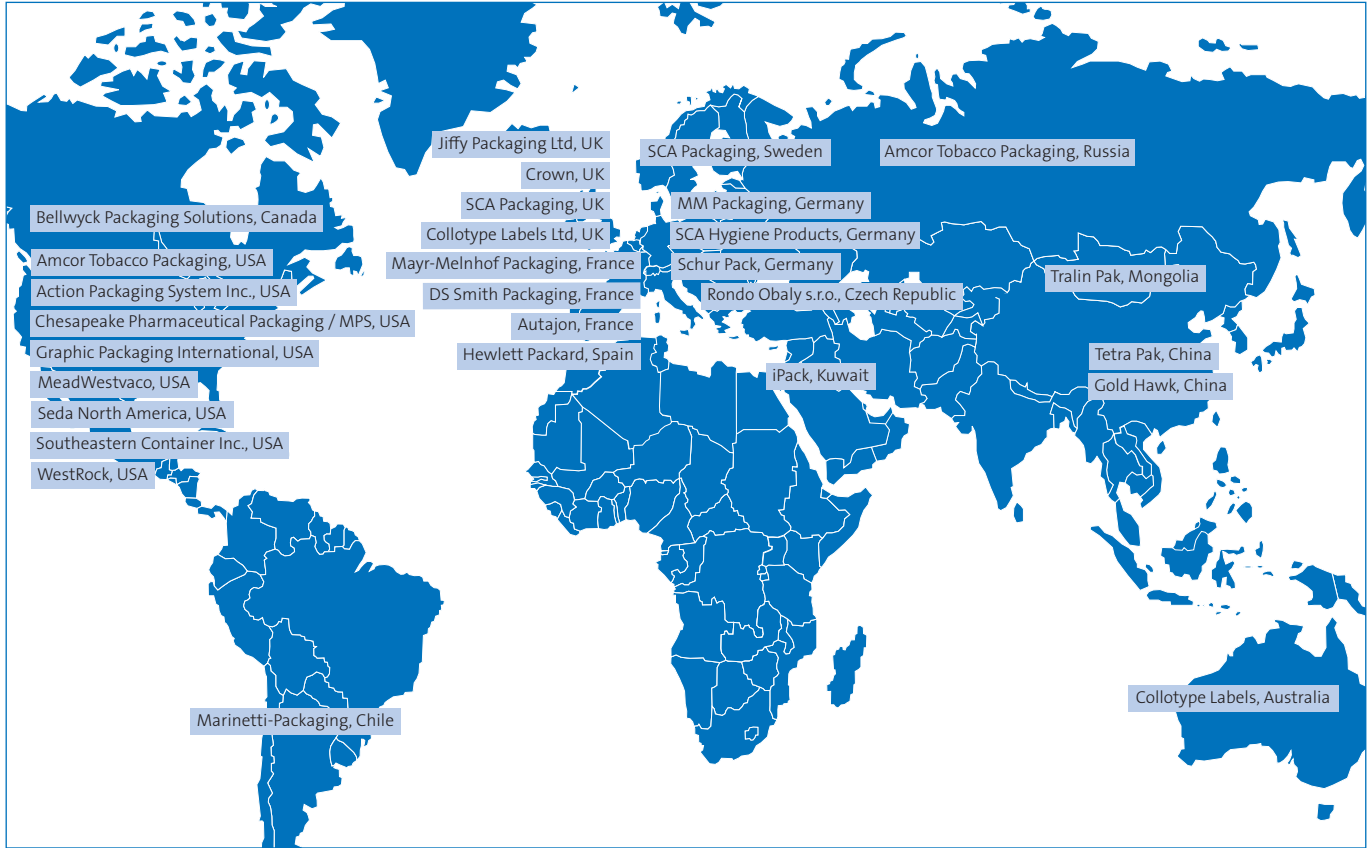 Jiffy Packaging Ltd, UK
Crown, UK
SCA Packaging, UK
Collotype Labels Ltd, UK
Mayr-Melnhof Packaging, France
DS Smith Packaging, France
Autajon, France
Hewlett Packard, Spain
SCA Packaging, Sweden
Amcor Tobacco Packaging, Russia
MM Packaging, Germany
SCA Hygiene Products, Germany
Schur Pack, Germany
Rondo Obaly s.r.o., Czech Republic
iPack, Kuwait
Tralin Pak, Mongolia
Tetra Pak, China
Gold Hawk, China
Bellwyck Packaging Solutions, Canada
Amcor Tobacco Packaging, USA
Action Packaging System Inc., USA
Chesapeake Pharmaceutical Packaging / MPS, USA
Graphic Packaging International, USA
MeadWestvaco, USA
Seda North America, USA
Southeastern Container Inc., USA
WestRock, USA
Marinetti-Packaging, Chile
Collotype Labels, Australia